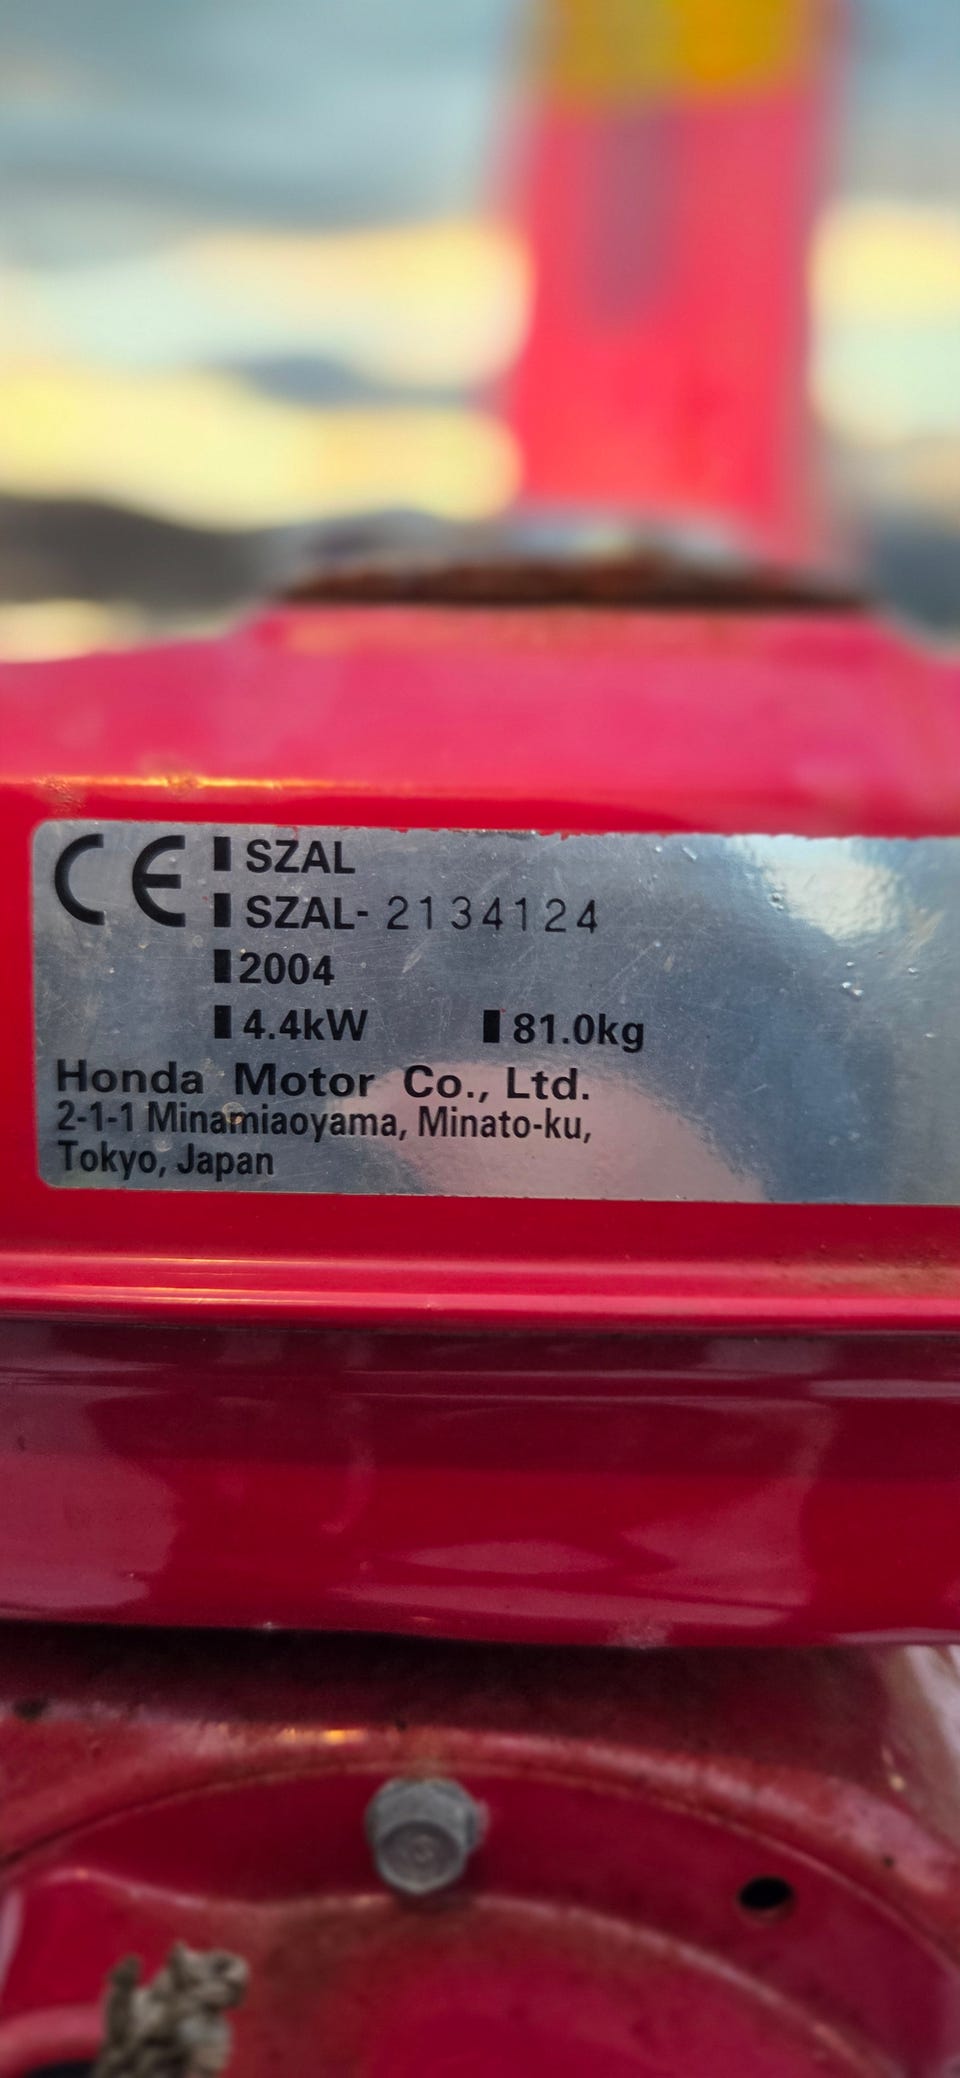 CE SZAL
SZAL- 2134124
2004
4.4kW 81.0kg
Honda Motor Co., Ltd.
2-1-1 Minamiaoyama, Minato-ku,
Tokyo, Japan